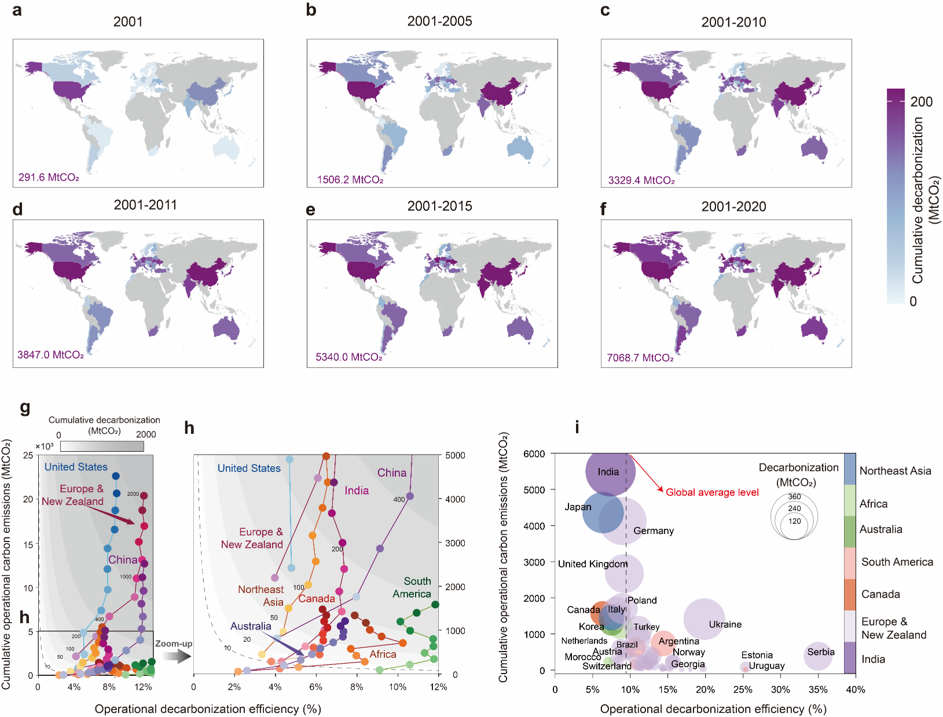 a
2001
b
2001-2005
c
2001-2010
291.6 MtCO₂
1506.2 MtCO₂
3329.4 MtCO₂
200
Cumulative decarbonization
(MtCO₂)
0
d
2001-2011
e
2001-2015
f
2001-2020
3847.0 MtCO₂
5340.0 MtCO₂
7068.7 MtCO₂
g
Cumulative decarbonization
(MtCO₂)
0
2000
×10³
Cumulative operational carbon emissions (MtCO₂)
25
20
15
10
5
0
United States
Europe &
New Zealand
China
2000
1000
400
200
100
50
20
10
h
0
4%
8%
12%
Zoom-up
h
United States
China
400
India
200
Europe &
New Zealand
Northeast
Asia
100
Canada
South
America
50
Australia
20
10
Africa
5000
4000
3000
2000
1000
0
0
2%
4%
6%
8%
10%
12%
Operational decarbonization efficiency (%)
i
Cumulative operational carbon emissions (MtCO₂)
6000
5000
4000
3000
2000
1000
0
India
Global average level
Decarbonization
(MtCO₂)
360
240
120
Japan
Germany
United Kingdom
Poland
Canada
Italy
Korea
Turkey
Ukraine
Netherlands
Brazil
Argentina
Austria
Norway
Serbia
Morocco
Estonia
Switzerland
Georgia
Uruguay
0
5%
10%
15%
20%
25%
30%
35%
40%
Operational decarbonization efficiency (%)
Northeast Asia
Africa
Australia
South America
Canada
Europe &
New Zealand
India